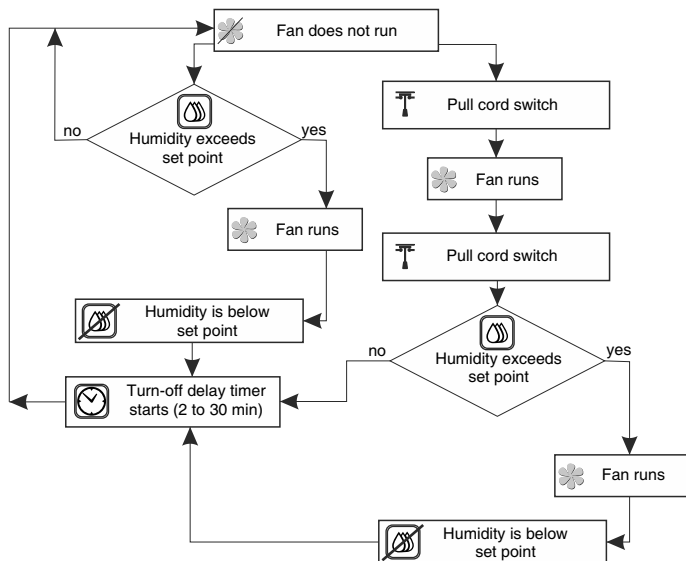 Fan does not run
Humidity exceeds
set point
no
yes
Fan runs
Humidity is below
set point
Turn-off delay timer
starts (2 to 30 min)
Pull cord switch
Fan runs
Pull cord switch
Humidity exceeds
set point
no
yes
Fan runs
Humidity is below
set point